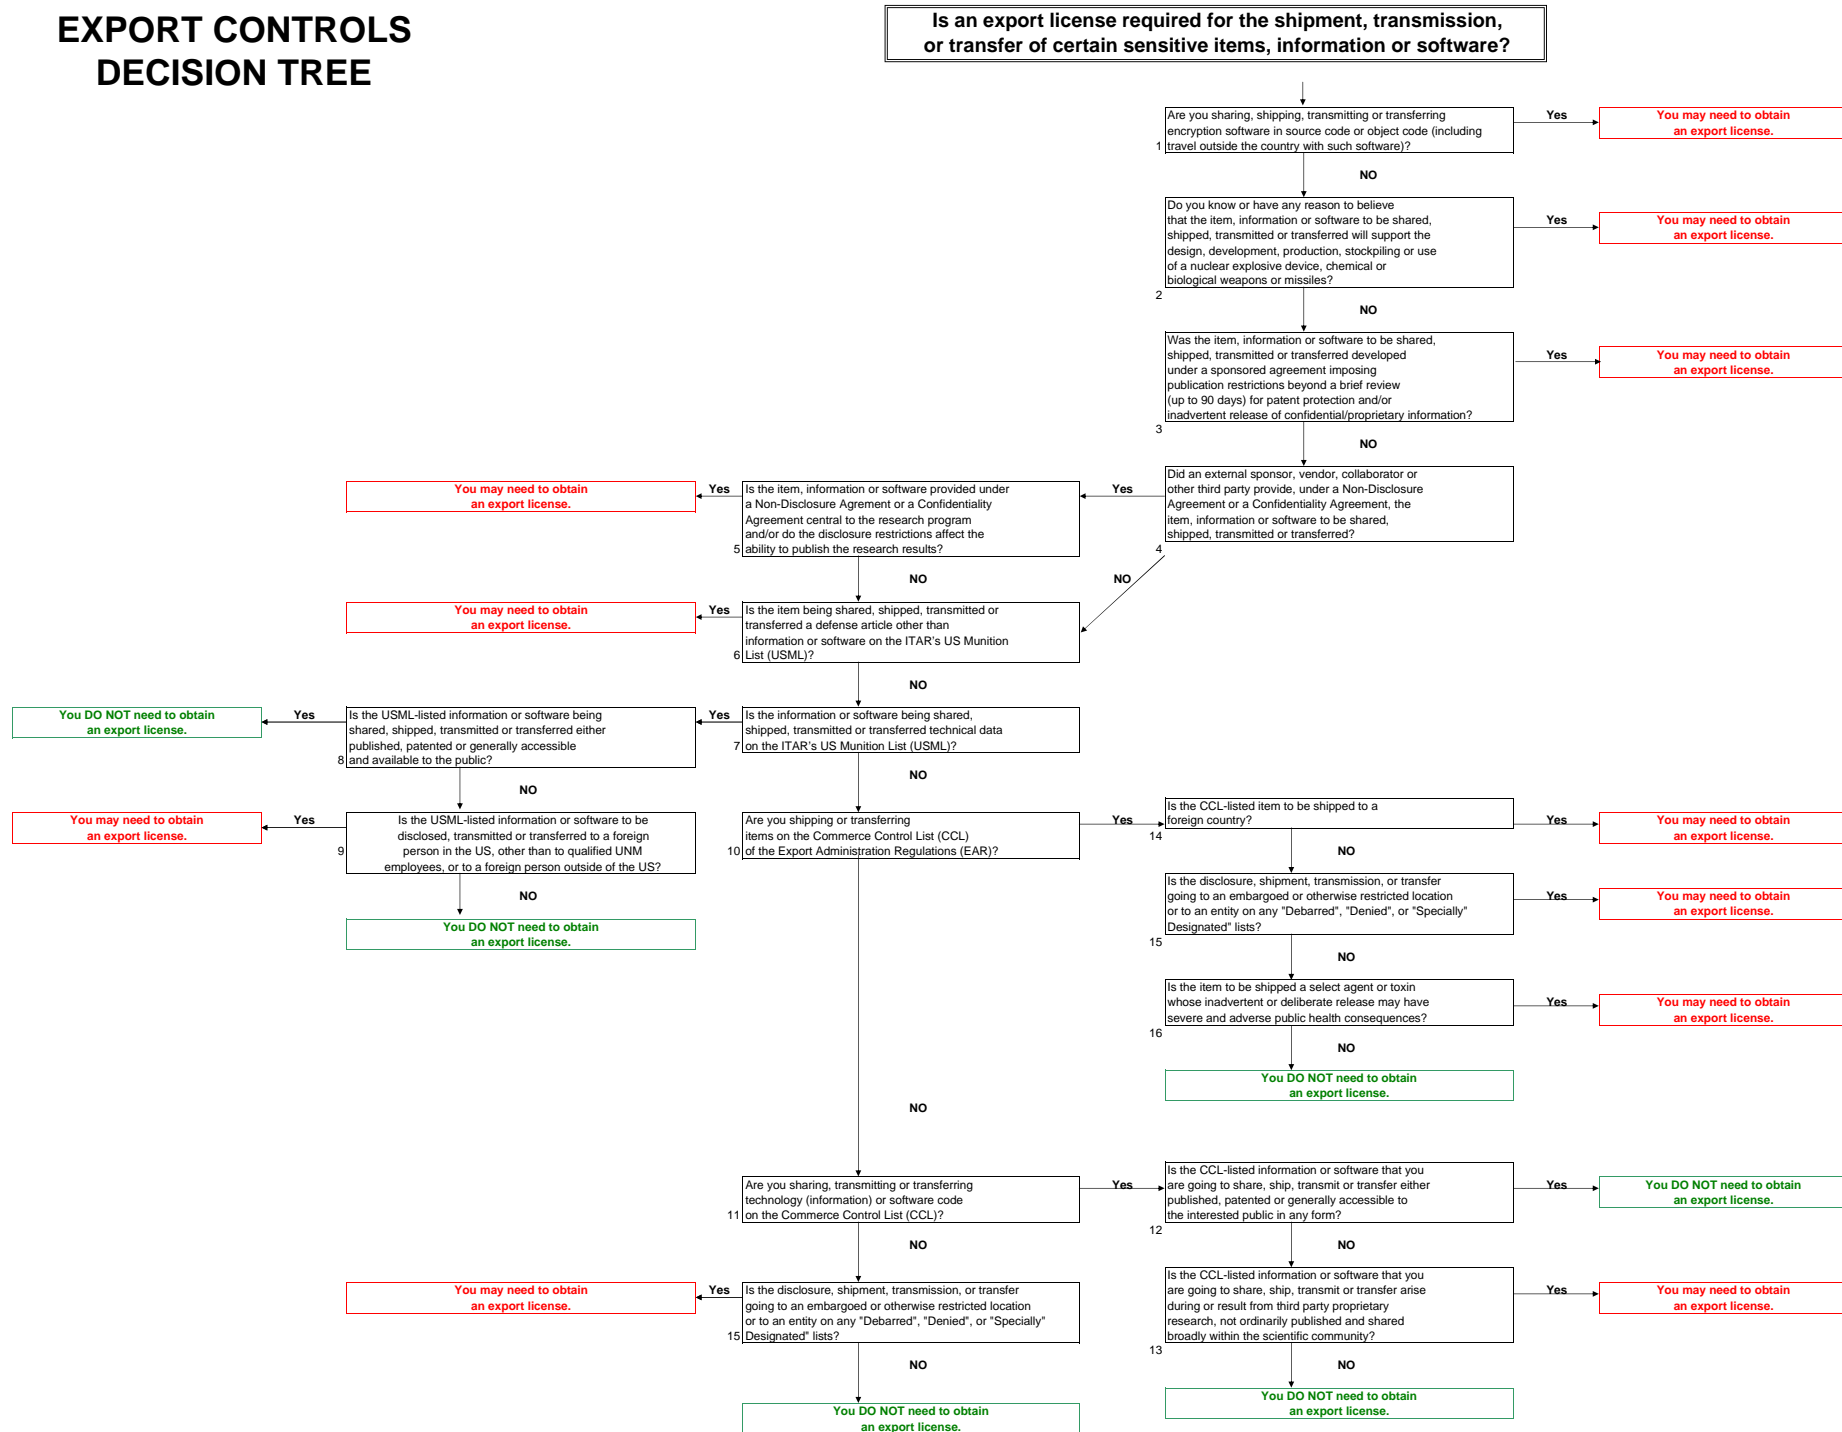 EXPORT CONTROLS
DECISION TREE
Is an export license required for the shipment, transmission,
or transfer of certain sensitive items, information or software?
Are you sharing, shipping, transmitting or transferring
encryption software in source code or object code (including
travel outside the country with such software)?
1
Yes
You may need to obtain
an export license.
NO
Do you know or have any reason to believe
that the item, information or software to be shared,
shipped, transmitted or transferred will support the
design, development, production, stockpiling or use
of a nuclear explosive device, chemical or
biological weapons or missiles?
2
Yes
You may need to obtain
an export license.
NO
Was the item, information or software to be shared,
shipped, transmitted or transferred developed
under a sponsored agreement imposing
publication restrictions beyond a brief review
(up to 90 days) for patent protection and/or
inadvertent release of confidential/proprietary information?
3
Yes
You may need to obtain
an export license.
NO
Did an external sponsor, vendor, collaborator or
other third party provide, under a Non-Disclosure
Agreement or a Confidentiality Agreement, the
item, information or software to be shared,
shipped, transmitted or transferred?
4
Yes
NO
Is the item, information or software provided under
a Non-Disclosure Agrement or a Confidentiality
Agreement central to the research program
and/or do the disclosure restrictions affect the
ability to publish the research results?
5
Yes
You may need to obtain
an export license.
NO
Is the item being shared, shipped, transmitted or
transferred a defense article other than
information or software on the ITAR's US Munition
List (USML)?
6
Yes
You may need to obtain
an export license.
NO
Is the information or software being shared,
shipped, transmitted or transferred technical data
on the ITAR's US Munition List (USML)?
7
Yes
Is the USML-listed information or software being
shared, shipped, transmitted or transferred either
published, patented or generally accessible
and available to the public?
8
Yes
You DO NOT need to obtain
an export license.
NO
Is the USML-listed information or software to be
disclosed, transmitted or transferred to a foreign
person in the US, other than to qualified UNM
employees, or to a foreign person outside of the US?
9
Yes
You may need to obtain
an export license.
NO
You DO NOT need to obtain
an export license.
NO
Are you shipping or transferring
items on the Commerce Control List (CCL)
of the Export Administration Regulations (EAR)?
10
Yes
Is the CCL-listed item to be shipped to a
foreign country?
14
Yes
You may need to obtain
an export license.
NO
Is the disclosure, shipment, transmission, or transfer
going to an embargoed or otherwise restricted location
or to an entity on any "Debarred", "Denied", or "Specially"
Designated" lists?
15
Yes
You may need to obtain
an export license.
NO
Is the item to be shipped a select agent or toxin
whose inadvertent or deliberate release may have
severe and adverse public health consequences?
16
Yes
You may need to obtain
an export license.
NO
You DO NOT need to obtain
an export license.
NO
Are you sharing, transmitting or transferring
technology (information) or software code
on the Commerce Control List (CCL)?
11
Yes
Is the CCL-listed information or software that you
are going to share, ship, transmit or transfer either
published, patented or generally accessible to
the interested public in any form?
12
Yes
You DO NOT need to obtain
an export license.
NO
Is the CCL-listed information or software that you
are going to share, ship, transmit or transfer arise
during or result from third party proprietary
research, not ordinarily published and shared
broadly within the scientific community?
13
Yes
You may need to obtain
an export license.
NO
You DO NOT need to obtain
an export license.
NO
Is the disclosure, shipment, transmission, or transfer
going to an embargoed or otherwise restricted location
or to an entity on any "Debarred", "Denied", or "Specially"
Designated" lists?
15
Yes
You may need to obtain
an export license.
NO
You DO NOT need to obtain
an export license.